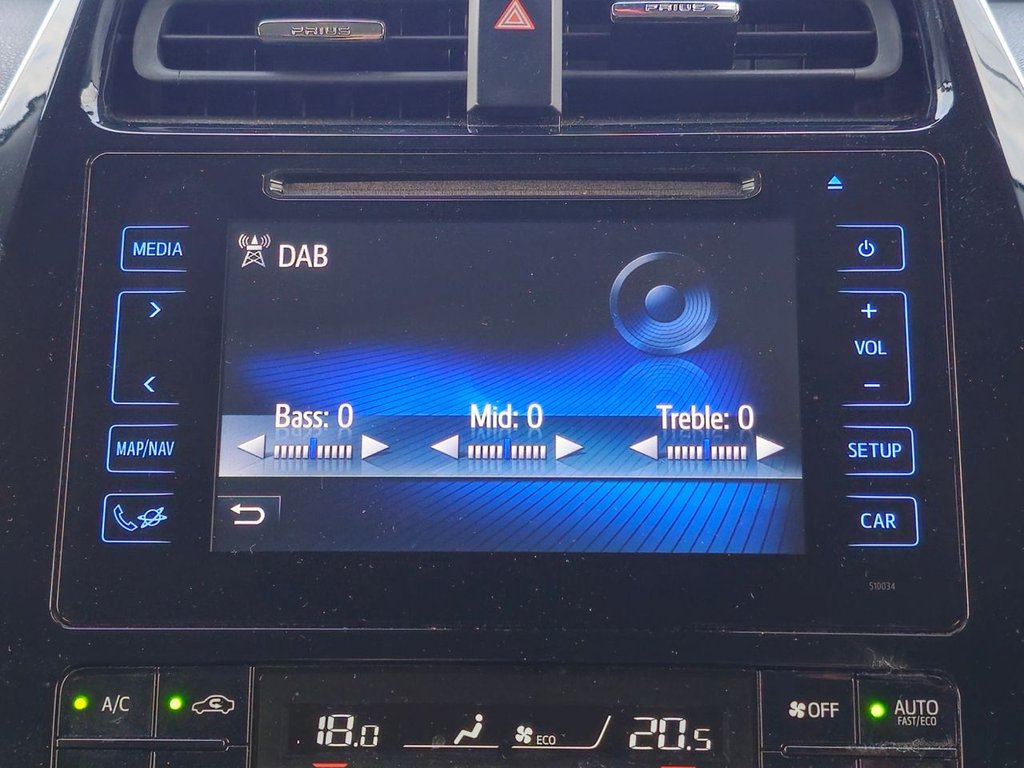 PRIUS
PRIUS
MEDIA
DAB
VOL
Bass: 0
Mid: 0
Treble: 0
MAP/NAV
SETUP
CAR
510034
A/C
18.0
ECO
20.5
OFF
AUTO
FAST/ECO